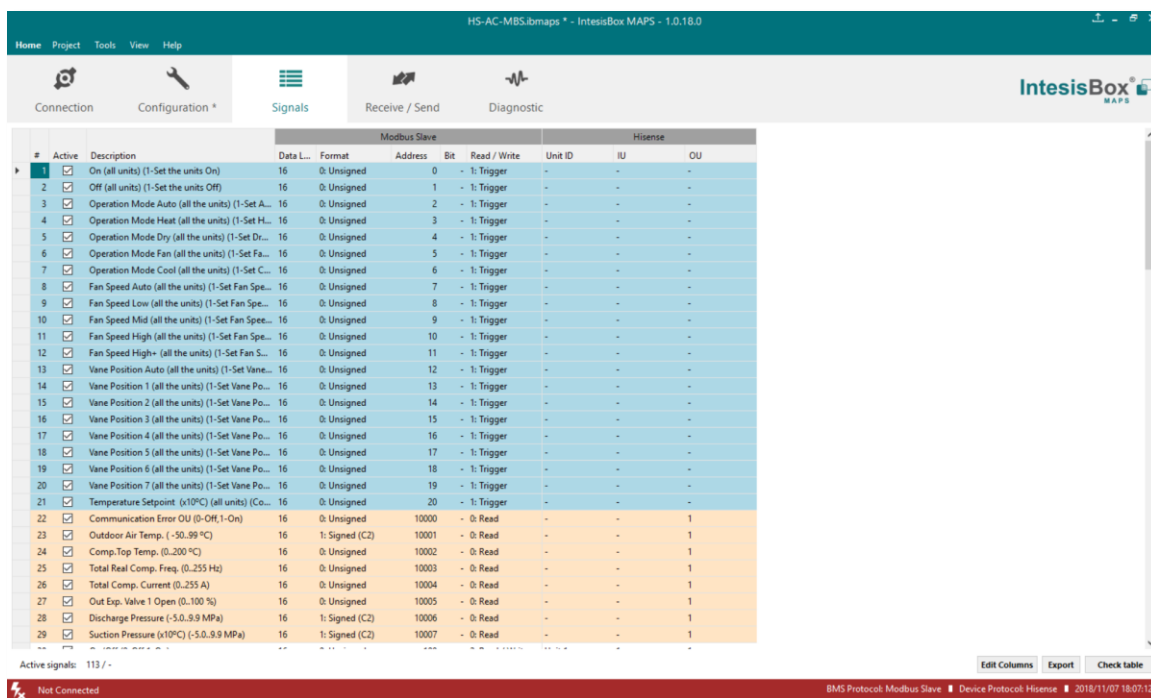 HS-AC-MBS.ibmaps * - IntesisBox MAPS - 1.0.18.0
Home Project Tools View Help
Connection Configuration * Signals Receive / Send Diagnostic
IntesisBox® MAPS
Modbus Slave Hisense
# Active Description Data L... Format Address Bit Read / Write Unit ID IU OU
1 On (all units) (1-Set the units On) 16 0: Unsigned 0 - 1: Trigger - - -
2 Off (all units) (1-Set the units Off) 16 0: Unsigned 1 - 1: Trigger - - -
3 Operation Mode Auto (all the units) (1-Set A... 16 0: Unsigned 2 - 1: Trigger - - -
4 Operation Mode Heat (all the units) (1-Set H... 16 0: Unsigned 3 - 1: Trigger - - -
5 Operation Mode Dry (all the units) (1-Set Dr... 16 0: Unsigned 4 - 1: Trigger - - -
6 Operation Mode Fan (all the units) (1-Set Fa... 16 0: Unsigned 5 - 1: Trigger - - -
7 Operation Mode Cool (all the units) (1-Set C... 16 0: Unsigned 6 - 1: Trigger - - -
8 Fan Speed Auto (all the units) (1-Set Fan Spe... 16 0: Unsigned 7 - 1: Trigger - - -
9 Fan Speed Low (all the units) (1-Set Fan Spe... 16 0: Unsigned 8 - 1: Trigger - - -
10 Fan Speed Mid (all the units) (1-Set Fan Spee... 16 0: Unsigned 9 - 1: Trigger - - -
11 Fan Speed High (all the units) (1-Set Fan Spe... 16 0: Unsigned 10 - 1: Trigger - - -
12 Fan Speed High+ (all the units) (1-Set Fan S... 16 0: Unsigned 11 - 1: Trigger - - -
13 Vane Position Auto (all the units) (1-Set Vane... 16 0: Unsigned 12 - 1: Trigger - - -
14 Vane Position 1 (all the units) (1-Set Vane Po... 16 0: Unsigned 13 - 1: Trigger - - -
15 Vane Position 2 (all the units) (1-Set Vane Po... 16 0: Unsigned 14 - 1: Trigger - - -
16 Vane Position 3 (all the units) (1-Set Vane Po... 16 0: Unsigned 15 - 1: Trigger - - -
17 Vane Position 4 (all the units) (1-Set Vane Po... 16 0: Unsigned 16 - 1: Trigger - - -
18 Vane Position 5 (all the units) (1-Set Vane Po... 16 0: Unsigned 17 - 1: Trigger - - -
19 Vane Position 6 (all the units) (1-Set Vane Po... 16 0: Unsigned 18 - 1: Trigger - - -
20 Vane Position 7 (all the units) (1-Set Vane Po... 16 0: Unsigned 19 - 1: Trigger - - -
21 Temperature Setpoint (x10ºC) (all units) (Co... 16 0: Unsigned 20 - 1: Trigger - - -
22 Communication Error OU (0-Off,1-On) 16 0: Unsigned 10000 - 0: Read - - 1
23 Outdoor Air Temp. ( -50..99 ºC) 16 1: Signed (C2) 10001 - 0: Read - - 1
24 Comp.Top Temp. (0..200 ºC) 16 0: Unsigned 10002 - 0: Read - - 1
25 Total Real Comp. Freq. (0..255 Hz) 16 0: Unsigned 10003 - 0: Read - - 1
26 Total Comp. Current (0..255 A) 16 0: Unsigned 10004 - 0: Read - - 1
27 Out Exp. Valve 1 Open (0..100 %) 16 0: Unsigned 10005 - 0: Read - - 1
28 Discharge Pressure (-5.0..9.9 MPa) 16 1: Signed (C2) 10006 - 0: Read - - 1
29 Suction Pressure (x10ºC) (-5.0..9.9 MPa) 16 1: Signed (C2) 10007 - 0: Read - - 1
Active signals: 113 / - Edit Columns Export Check table
Not Connected BMS Protocol: Modbus Slave Device Protocol: Hisense 2018/11/07 18:07:12